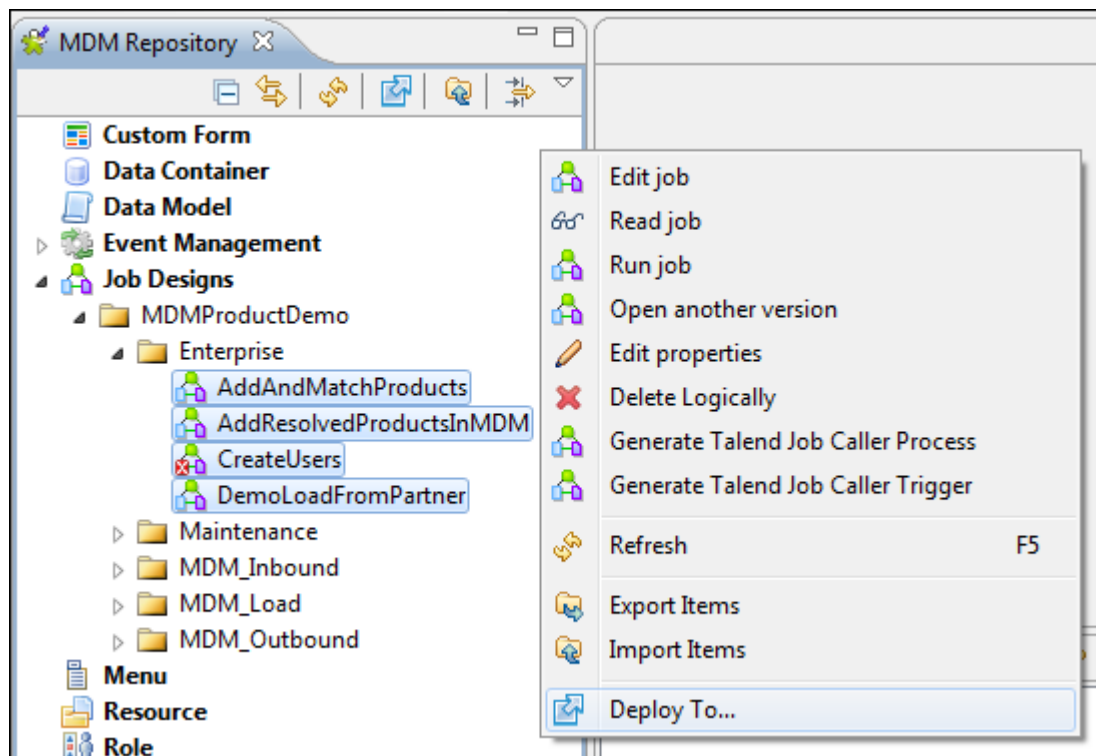 MDM Repository
Custom Form
Data Container
Data Model
Event Management
Job Designs
MDMProductDemo
Enterprise
AddAndMatchProducts
AddResolvedProductsInMDM
CreateUsers
DemoLoadFromPartner
Maintenance
MDM_Inbound
MDM_Load
MDM_Outbound
Menu
Resource
Role
Edit job
Read job
Run job
Open another version
Edit properties
Delete Logically
Generate Talend Job Caller Process
Generate Talend Job Caller Trigger
Refresh F5
Export Items
Import Items
Deploy To...